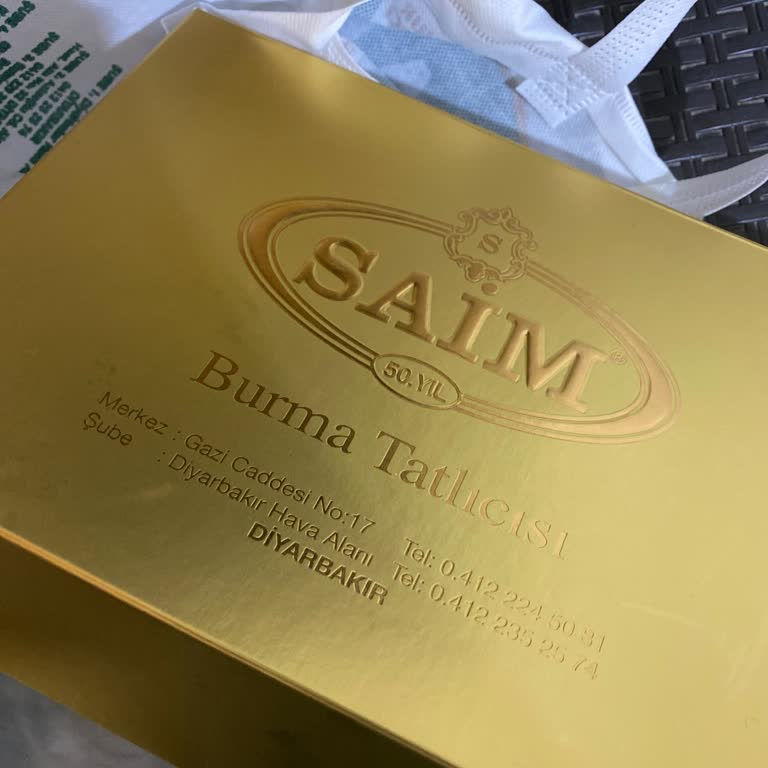 S
SAİM®
50.YIL
Burma Tatlıcısı
Merkez : Gazi Caddesi No:17 Tel: 0.412 224 50 81
Şube : Diyarbakır Hava Alanı Tel: 0.412 235 25 74
DİYARBAKIR